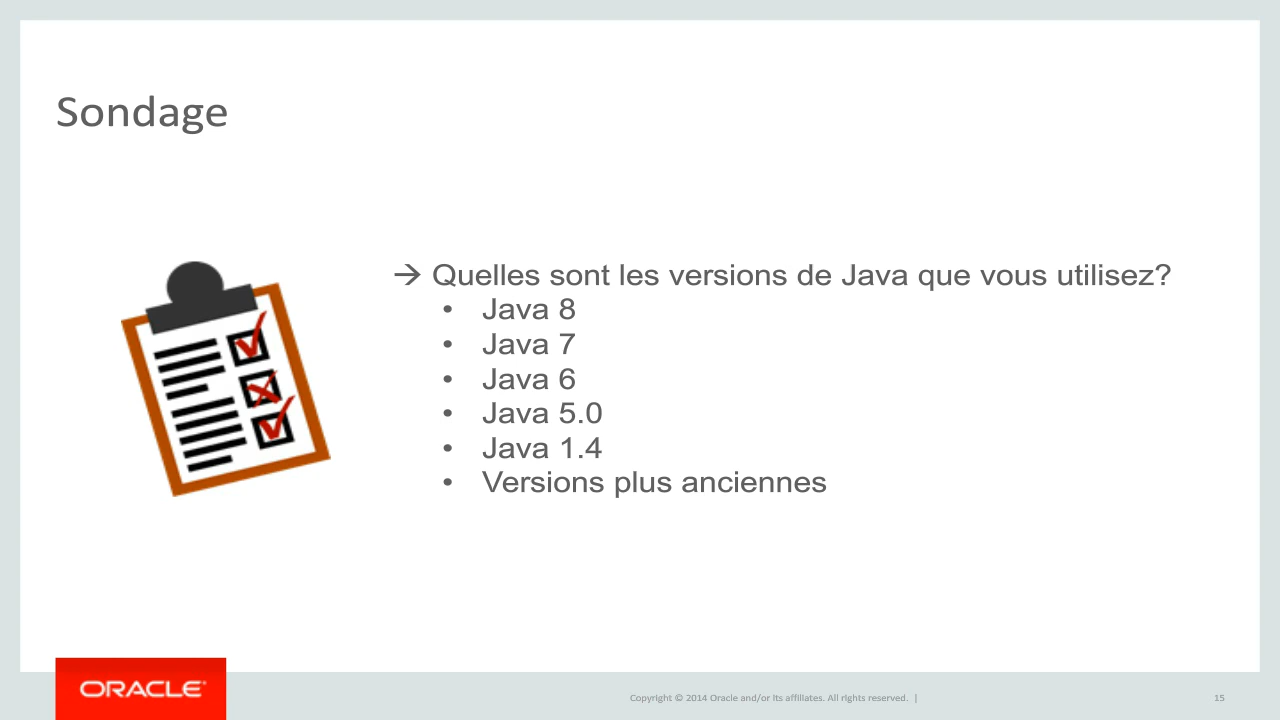 Sondage
→ Quelles sont les versions de Java que vous utilisez?
• Java 8
• Java 7
• Java 6
• Java 5.0
• Java 1.4
• Versions plus anciennes
ORACLE®
Copyright © 2014 Oracle and/or its affiliates. All rights reserved. |
15